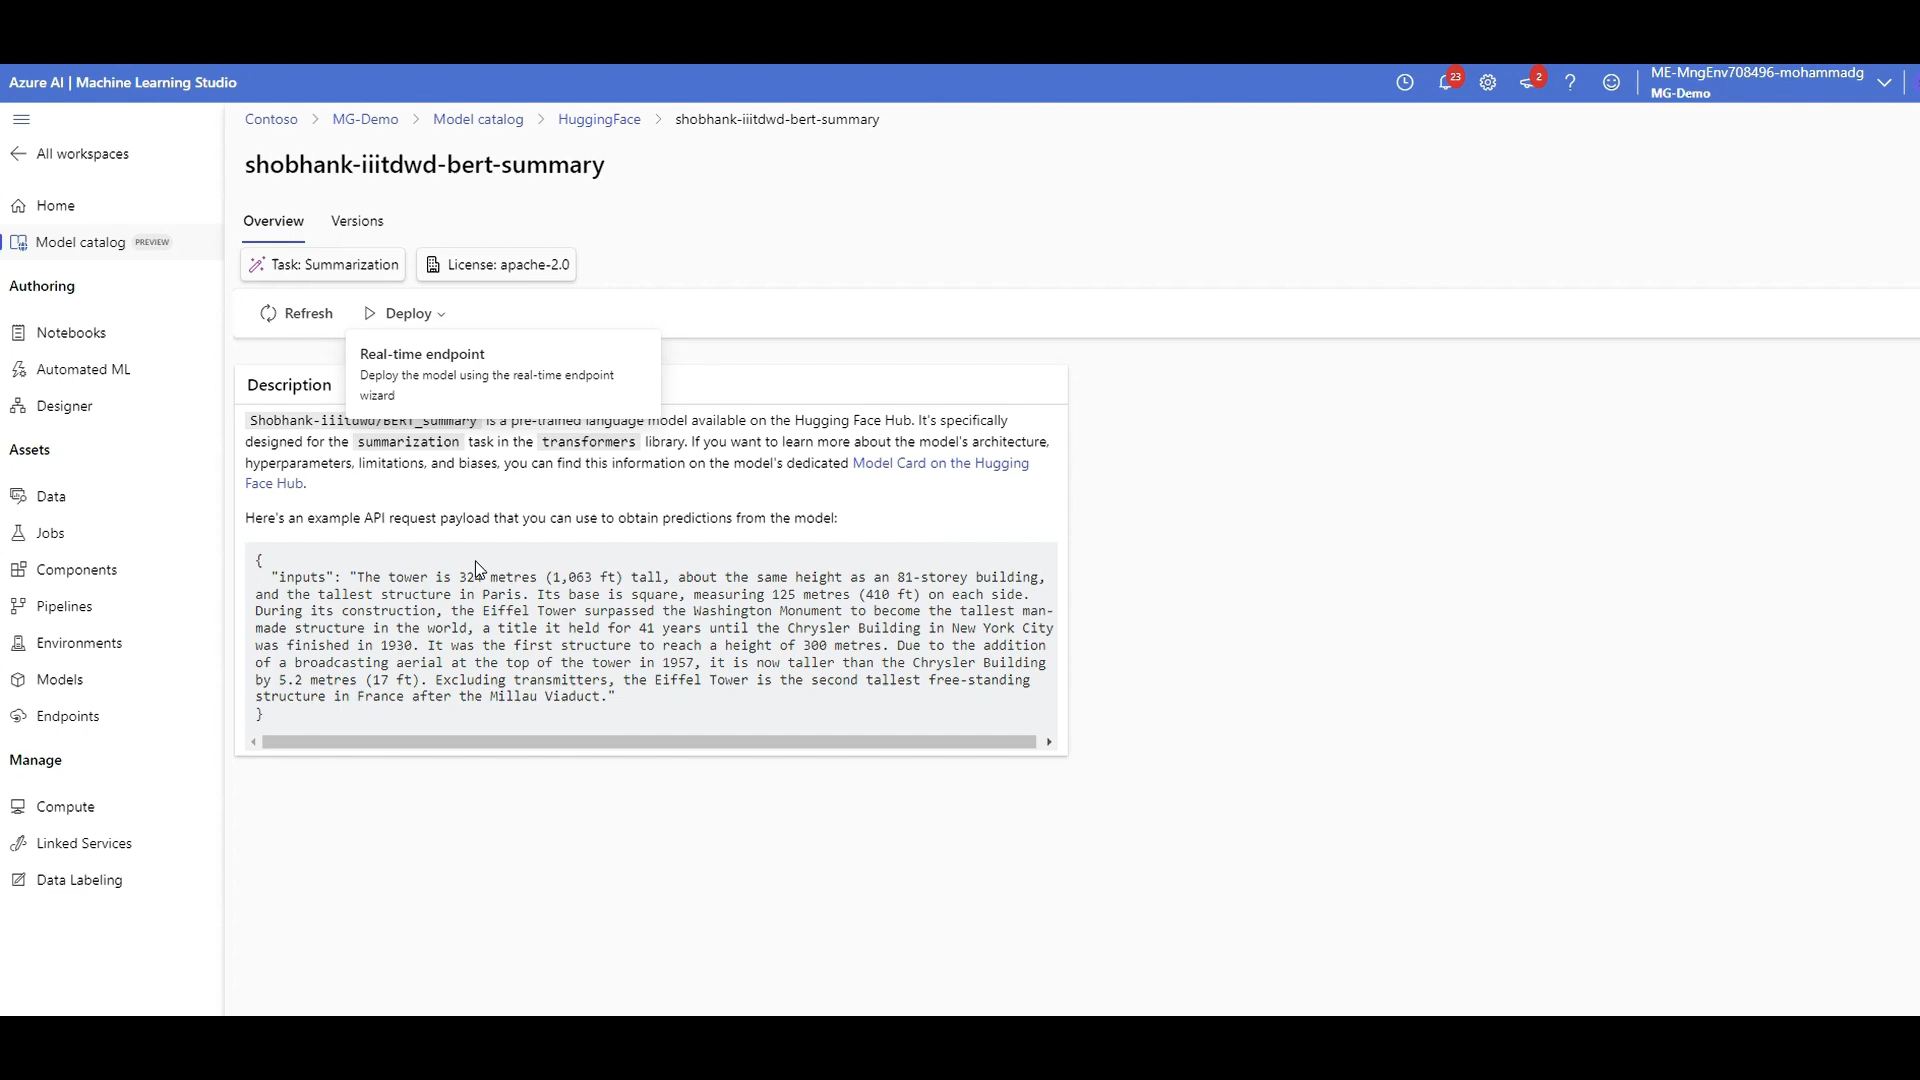 Azure AI | Machine Learning Studio
23
2
ME-MngEnv708496-mohammadg
MG-Demo
All workspaces
Home
Model catalog PREVIEW
Authoring
Notebooks
Automated ML
Designer
Assets
Data
Jobs
Components
Pipelines
Environments
Models
Endpoints
Manage
Compute
Linked Services
Data Labeling
Contoso > MG-Demo > Model catalog > HuggingFace > shobhank-iiitdwd-bert-summary
shobhank-iiitdwd-bert-summary
Overview Versions
Task: Summarization License: apache-2.0
Refresh Deploy
Real-time endpoint
Deploy the model using the real-time endpoint
wizard
Description
Shobhank-iiitdwd/BERT_summary is a pre-trained language model available on the Hugging Face Hub. It's specifically
designed for the summarization task in the transformers library. If you want to learn more about the model's architecture,
hyperparameters, limitations, and biases, you can find this information on the model's dedicated Model Card on the Hugging
Face Hub.
Here's an example API request payload that you can use to obtain predictions from the model:
{
"inputs": "The tower is 324 metres (1,063 ft) tall, about the same height as an 81-storey building,
and the tallest structure in Paris. Its base is square, measuring 125 metres (410 ft) on each side.
During its construction, the Eiffel Tower surpassed the Washington Monument to become the tallest man-
made structure in the world, a title it held for 41 years until the Chrysler Building in New York City
was finished in 1930. It was the first structure to reach a height of 300 metres. Due to the addition
of a broadcasting aerial at the top of the tower in 1957, it is now taller than the Chrysler Building
by 5.2 metres (17 ft). Excluding transmitters, the Eiffel Tower is the second tallest free-standing
structure in France after the Millau Viaduct."
}